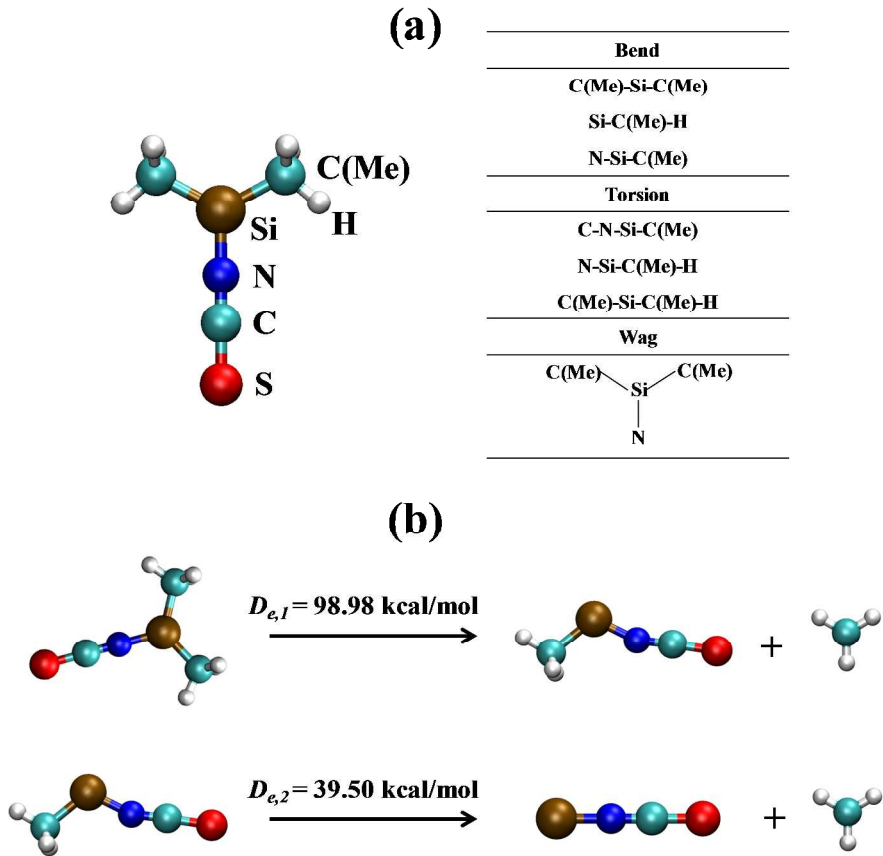 (a)
C(Me)
H
Si
N
C
S
Bend
C(Me)-Si-C(Me)
Si-C(Me)-H
N-Si-C(Me)
Torsion
C-N-Si-C(Me)
N-Si-C(Me)-H
C(Me)-Si-C(Me)-H
Wag
C(Me) C(Me)
Si
N
(b)
De,1 = 98.98 kcal/mol
+
De,2 = 39.50 kcal/mol
+